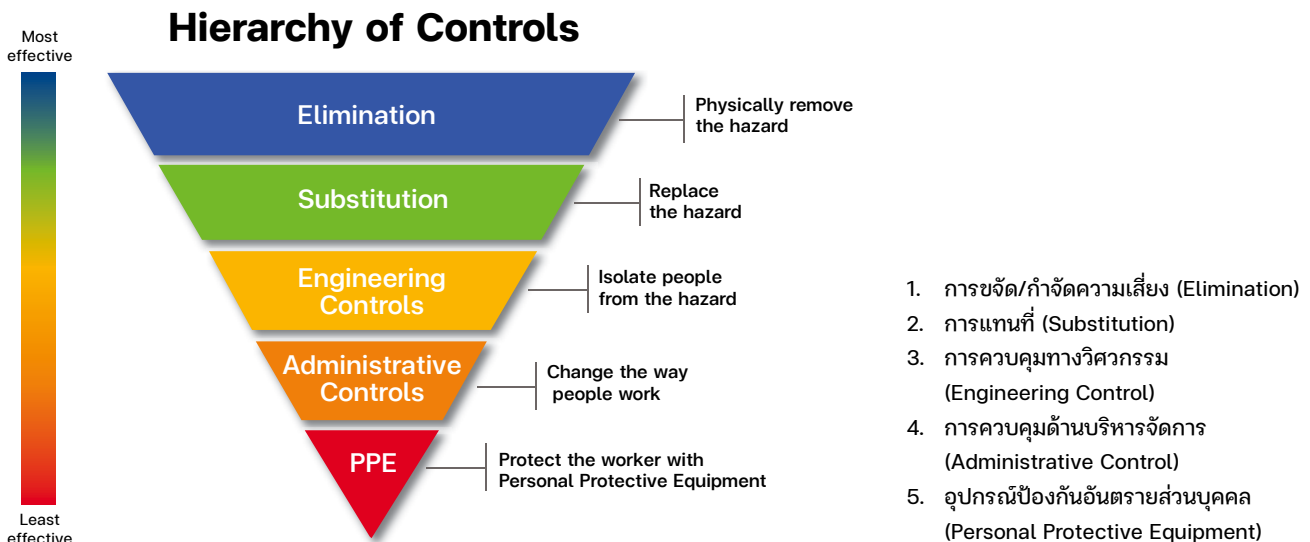 Hierarchy of Controls
Most
effective
Elimination
Physically remove
the hazard
Substitution
Replace
the hazard
Engineering
Controls
Isolate people
from the hazard
Administrative
Controls
Change the way
people work
PPE
Protect the worker with
Personal Protective Equipment
Least
effective
1. การขจัด/กำจัดความเสี่ยง (Elimination)
2. การแทนที่ (Substitution)
3. การควบคุมทางวิศวกรรม
(Engineering Control)
4. การควบคุมด้านบริหารจัดการ
(Administrative Control)
5. อุปกรณ์ป้องกันอันตรายส่วนบุคคล
(Personal Protective Equipment)